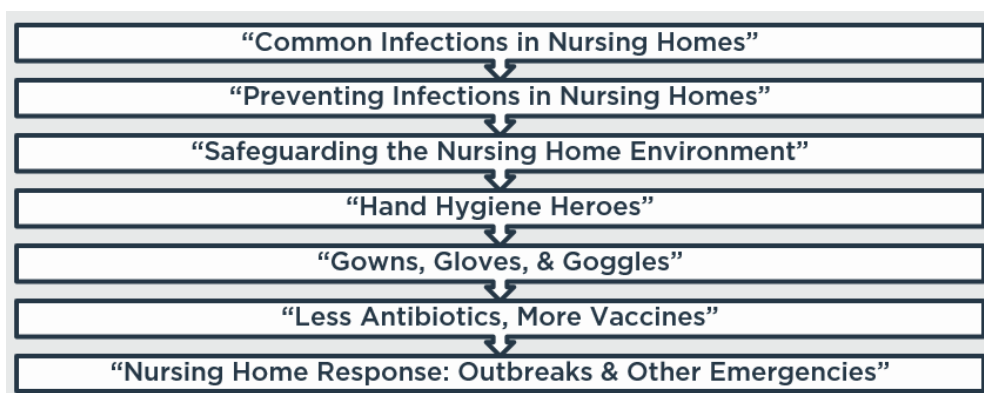 “Common Infections in Nursing Homes”
“Preventing Infections in Nursing Homes”
“Safeguarding the Nursing Home Environment”
“Hand Hygiene Heroes”
“Gowns, Gloves, & Goggles”
“Less Antibiotics, More Vaccines”
“Nursing Home Response: Outbreaks & Other Emergencies”